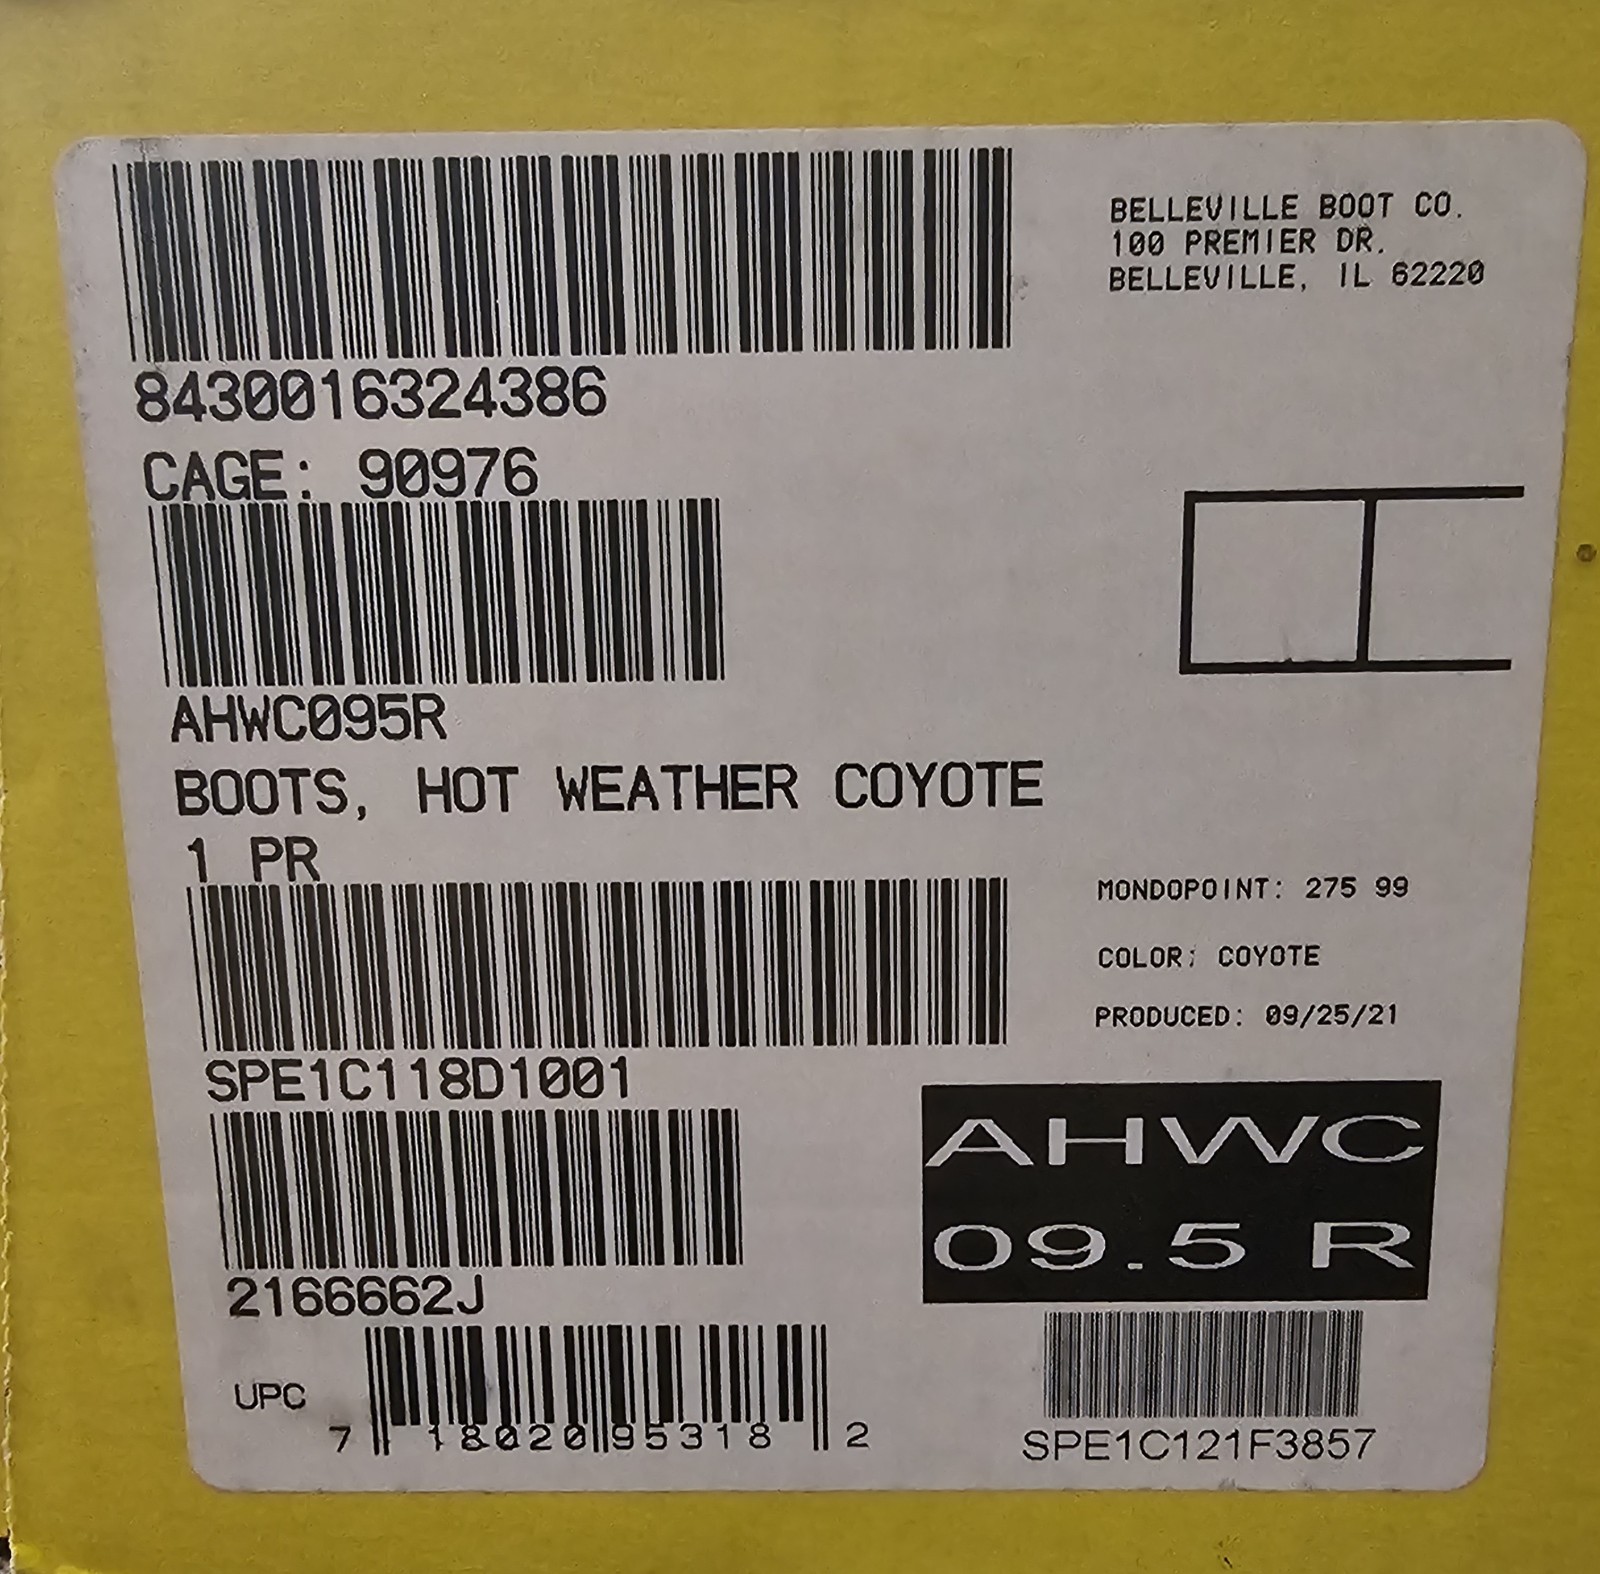 BELLEVILLE BOOT CO.
100 PREMIER DR.
BELLEVILLE, IL 62220
8430016324386
CAGE: 90976
AHWC095R
BOOTS, HOT WEATHER COYOTE
1 PR
MONDOPOINT: 275 99
COLOR: COYOTE
PRODUCED: 09/25/21
SPE1C118D1001
AHWC
09.5 R
2166662J
UPC
7 18020 95318 2
SPE1C121F3857